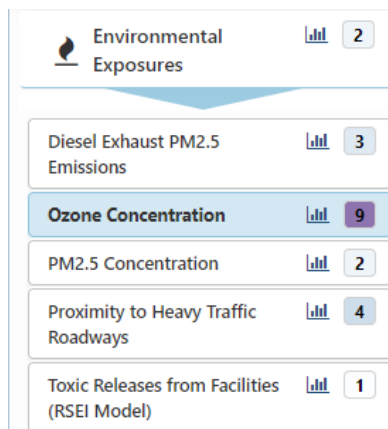 Environmental 2
Exposures
Diesel Exhaust PM2.5 3
Emissions
Ozone Concentration 9
PM2.5 Concentration 2
Proximity to Heavy Traffic 4
Roadways
Toxic Releases from Facilities 1
(RSEI Model)